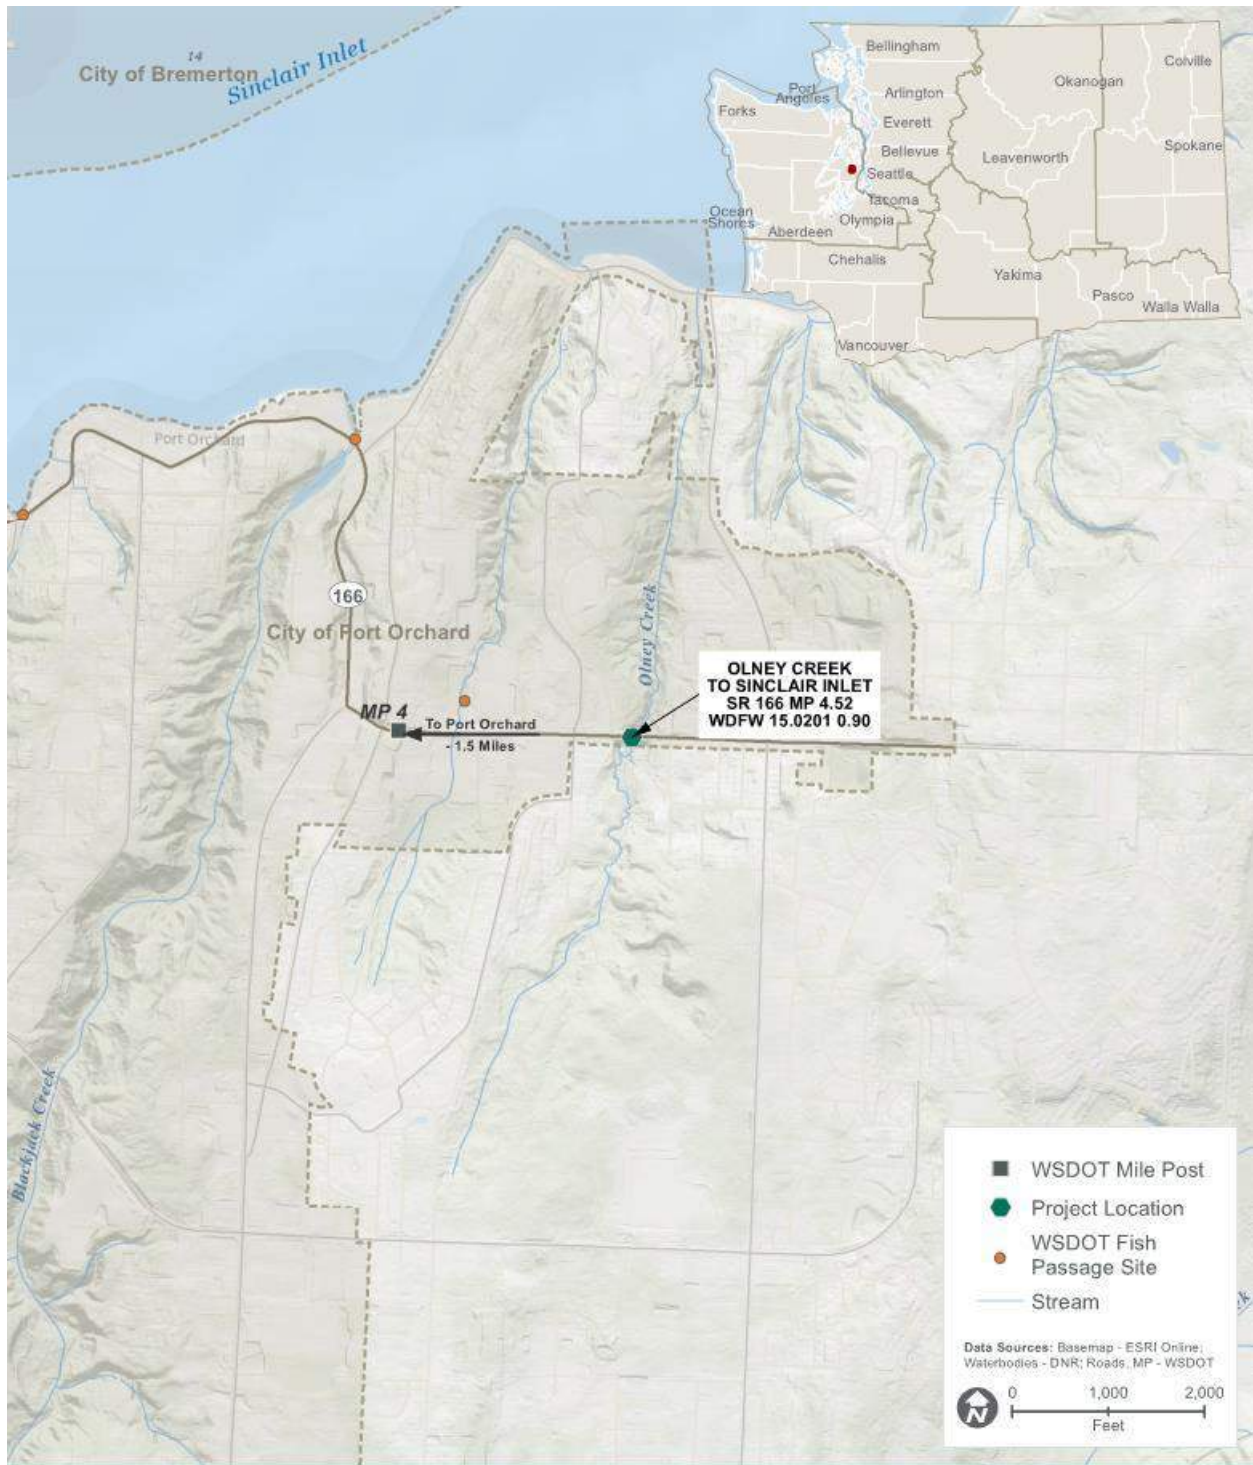 14
City of Bremerton
Sinclair Inlet
Bellingham
Colville
Okanogan
Port
Angeles
Forks
Arlington
Everett
Bellevue
Spokane
Leavenworth
Seattle
Tacoma
Ocean
Shores
Olympia
Aberdeen
Chehalis
Yakima
Pasco
Walla Walla
Vancouver
Port Orchard
166
City of Port Orchard
Olney Creek
OLNEY CREEK
TO SINCLAIR INLET
SR 166 MP 4.52
WDFW 15.0201 0.90
MP 4
To Port Orchard
- 1.5 Miles
Blackjack Creek
WSDOT Mile Post
Project Location
WSDOT Fish
Passage Site
Stream
Data Sources: Basemap - ESRI Online;
Waterbodies - DNR; Roads, MP - WSDOT
N
0 1,000 2,000
Feet